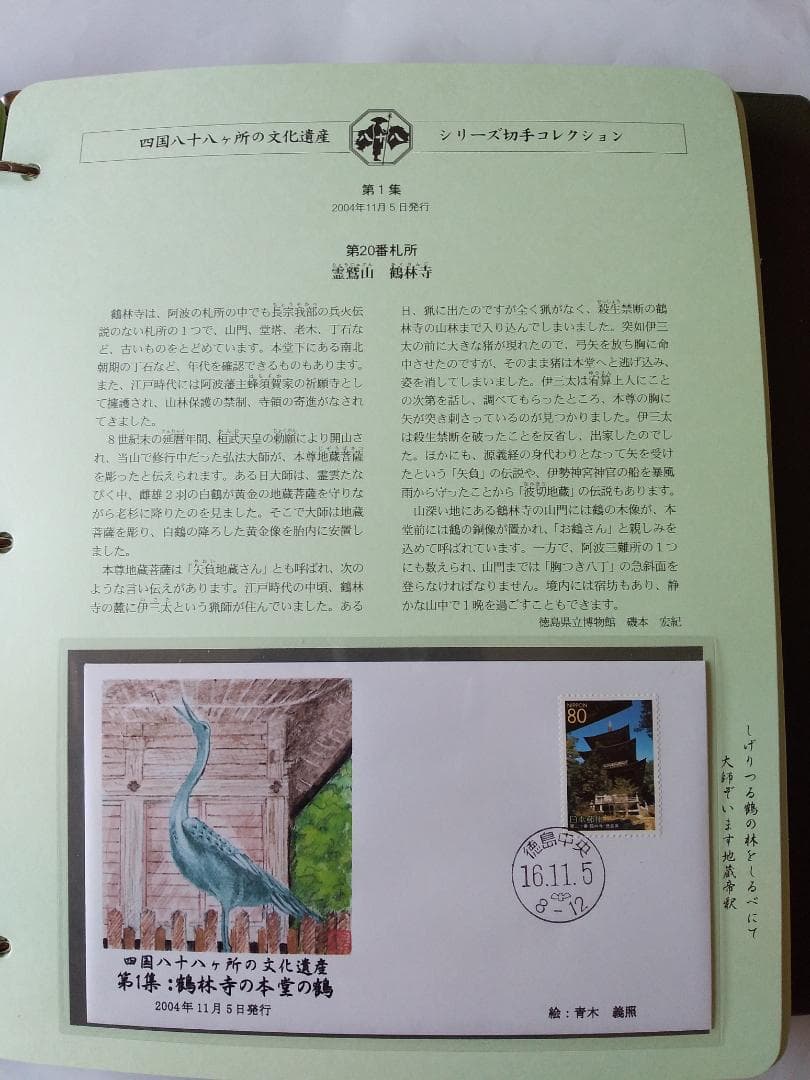 四国八十八ヶ所の文化遺産
八十八
シリーズ切手コレクション
第1集
2004年11月5日発行
第20番札所
霊鷲山 鶴林寺
鶴林寺は、阿波の札所の中でも長宗我部の兵火伝
説のない札所の1つで、山門、堂塔、老木、丁石な
ど、古いものをとどめています。本堂下にある南北
朝期の丁石など、年代を確認できるものもあります。
また、江戸時代には阿波藩主蜂須賀家の祈願寺とし
て擁護され、山林保護の禁制、寺領の寄進がなされ
てきました。
8世紀末の延暦年間、桓武天皇の勅願により開山さ
れ、当山で修行中だった弘法大師が、本尊地蔵菩薩
を彫ったと伝えられます。ある日大師は、霊雲たな
びく中、雌雄2羽の白鶴が黄金の地蔵菩薩を守りな
がら老杉に降りたのを見ました。そこで大師は地蔵
菩薩を彫り、白鶴の降ろした黄金像を胎内に安置し
ました。
本尊地蔵菩薩は「矢負地蔵さん」とも呼ばれ、次の
ような言い伝えがあります。江戸時代の中頃、鶴林
寺の麓に伊三太という猟師が住んでいました。ある
日、猟に出たのですが全く猟がなく、殺生禁断の鶴
林寺の山林まで入り込んでしまいました。突如伊三
太の前に大きな猪が現れたので、弓矢を放ち胸に命
中させたのですが、そのまま猪は本堂へと逃げ込み、
姿を消してしまいました。伊三太は宥算上人にこと
の次第を話し、調べてもらったところ、本尊の胸に
矢が突き刺さっているのが見つかりました。伊三太
は殺生禁断を破ったことを反省し、出家したのでし
た。ほかにも、源義経の身代わりとなって矢を受け
たという「矢負」の伝説や、伊勢神宮神官の船を暴風
雨から守ったことから「波切地蔵」の伝説もあります。
山深い地にある鶴林寺の山門には鶴の木像が、本
堂前には鶴の銅像が置かれ、「お鶴さん」と親しみを
込めて呼ばれています。一方で、阿波三難所の1つ
にも数えられ、山門までは「胸つき八丁」の急斜面を
登らなければなりません。境内には宿坊もあり、静
かな山中で1晩を過ごすこともできます。
徳島県立博物館 磯本 宏紀
しげりつる鶴の林をしるべにて
大師ぞいます地蔵帝釈
NIPPON
80
日本郵便
徳島中央
16.11.5
8-12
四国八十八ヶ所の文化遺産
第1集:鶴林寺の本堂の鶴
2004年11月5日発行
絵:青木 義照